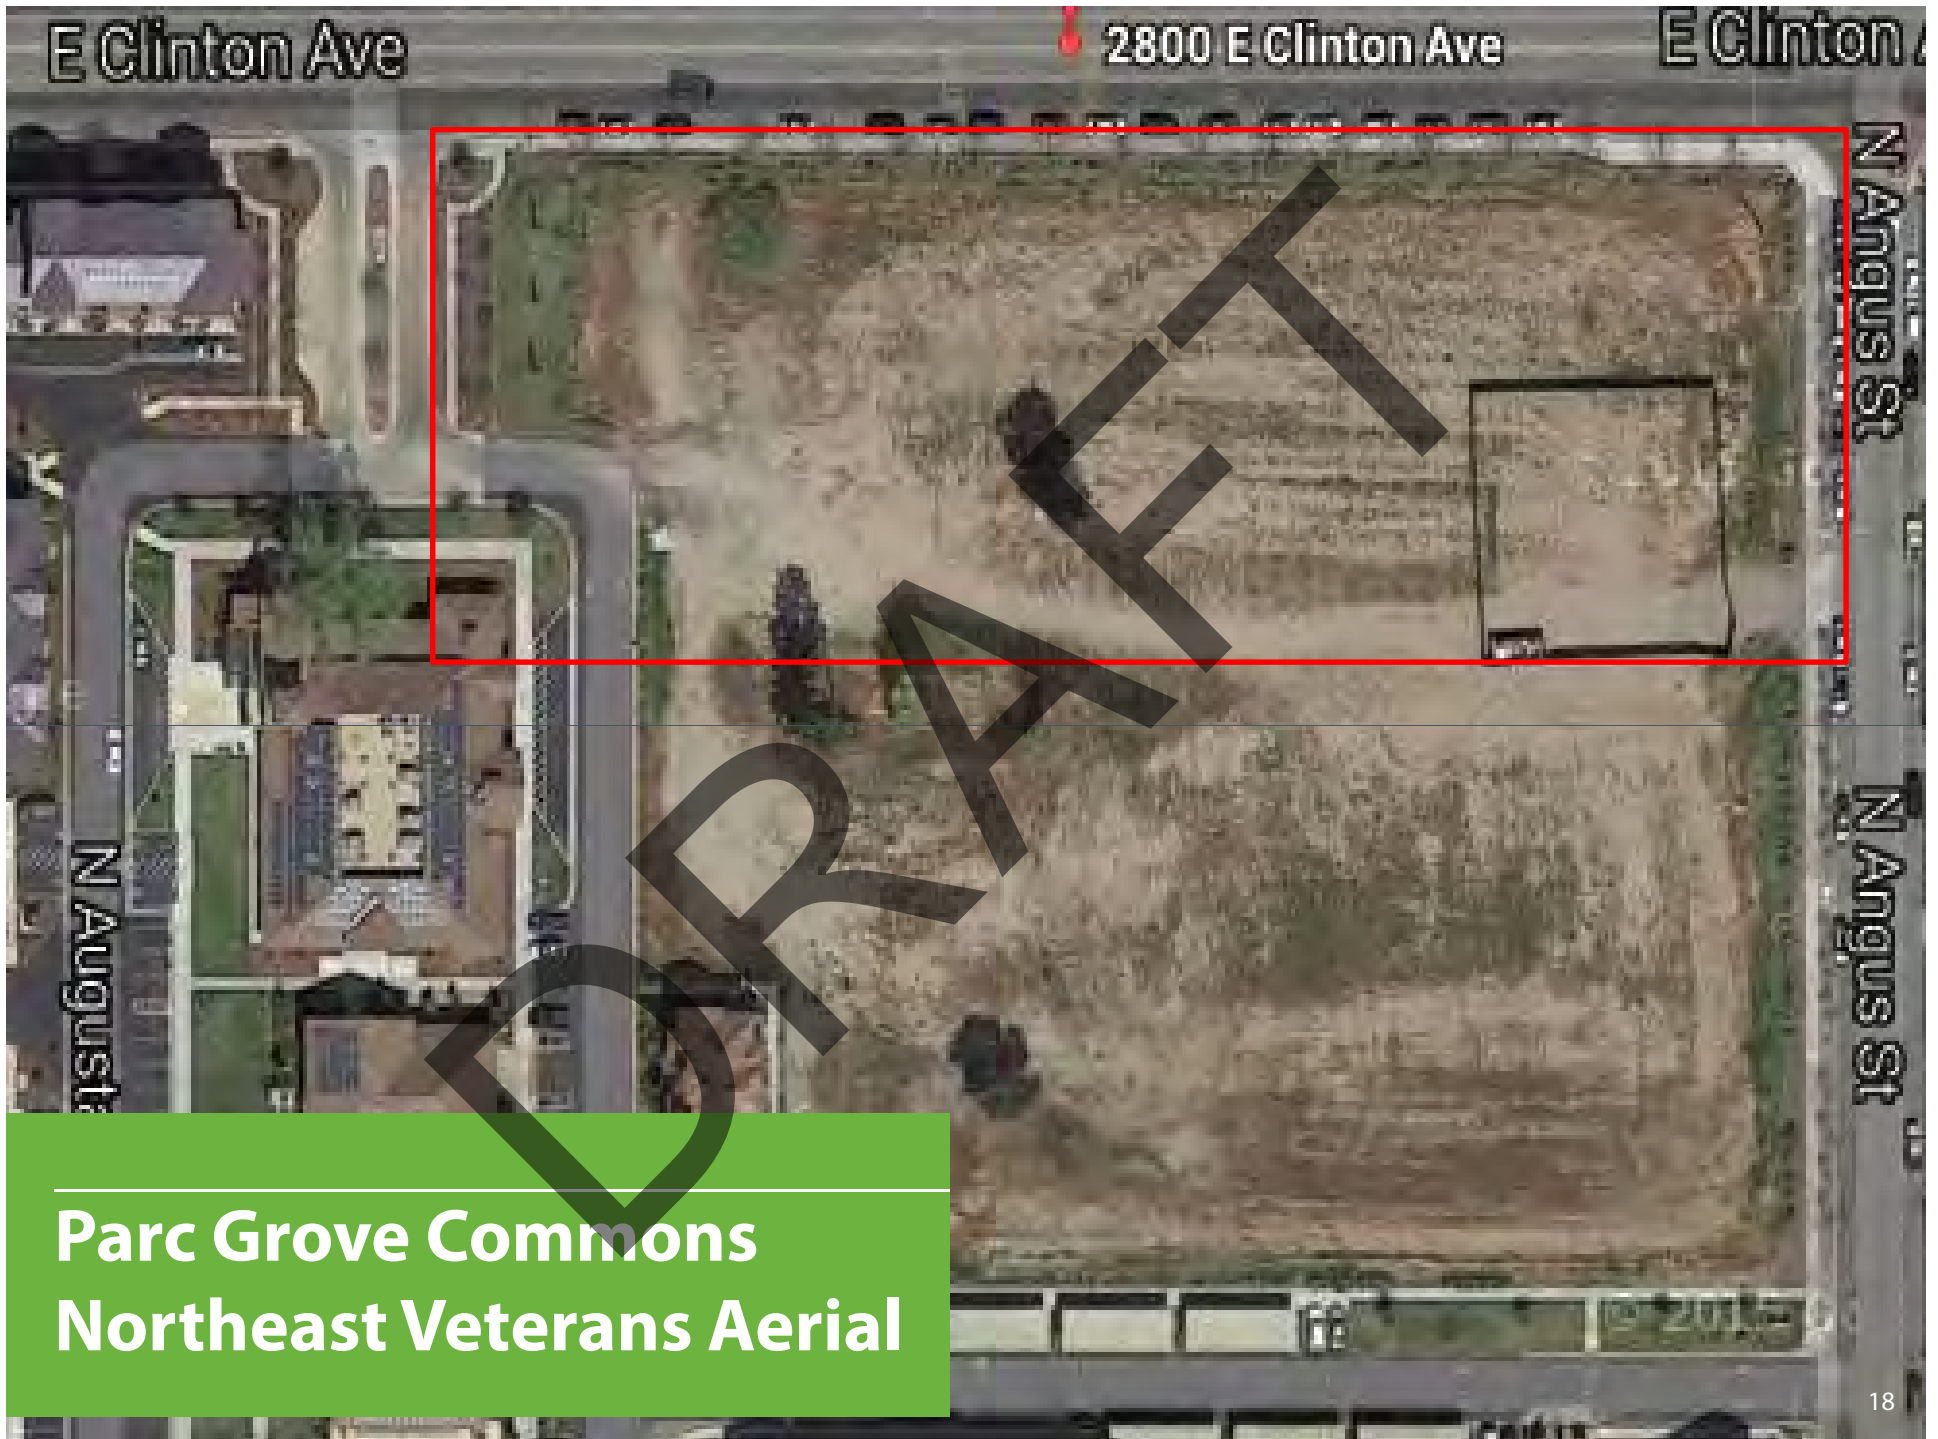 E Clinton Ave
2800 E Clinton Ave
E Clinton
N Angus St
DRAFT
N Augusta
N Angus St
Parc Grove Commons
Northeast Veterans Aerial
18